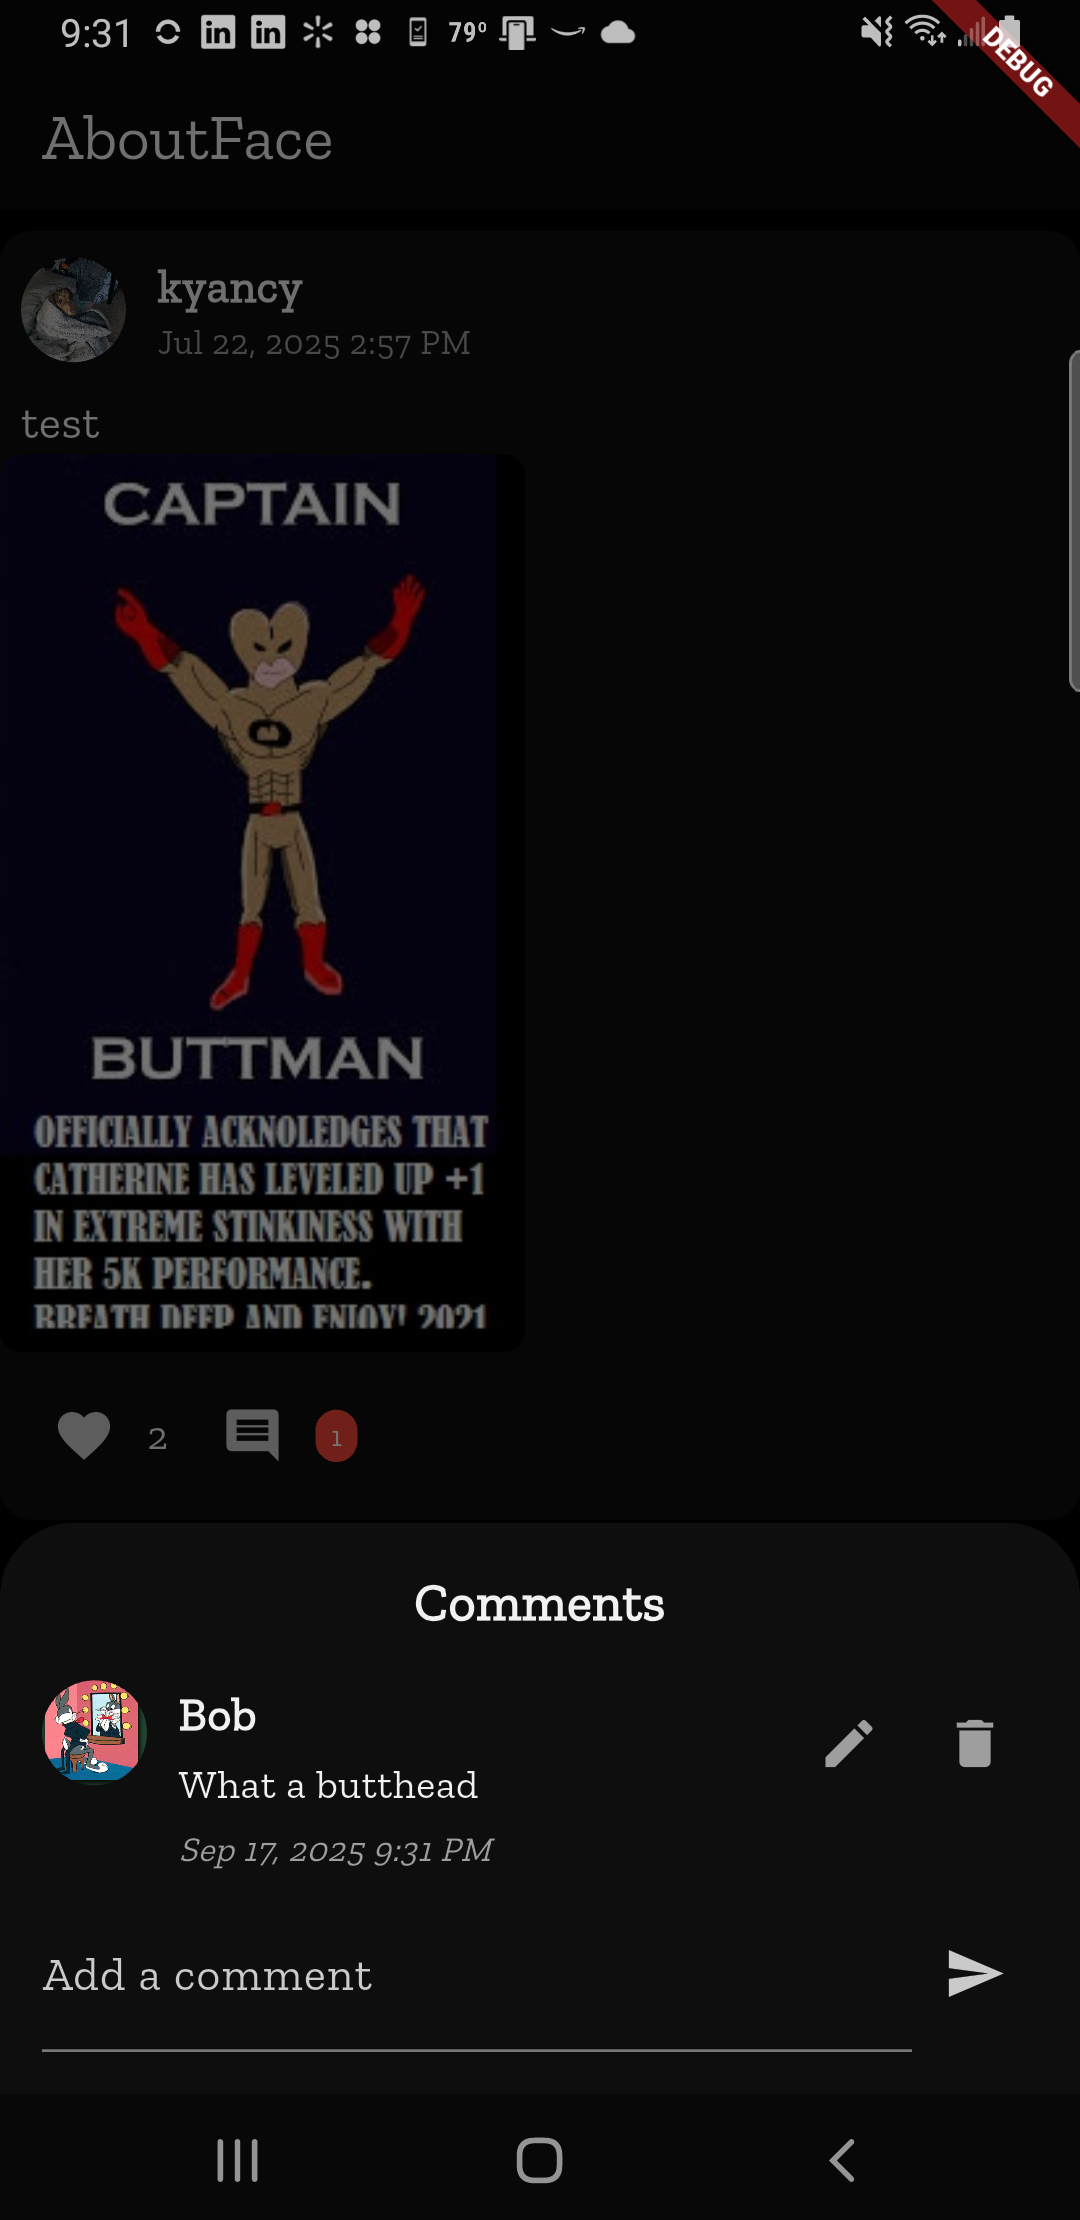 9:31 79°
DEBUG
AboutFace
kyancy
Jul 22, 2025 2:57 PM
test
CAPTAIN
BUTTMAN
OFFICIALLY ACKNOLEDGES THAT
CATHERINE HAS LEVELED UP +1
IN EXTREME STINKINESS WITH
HER 5K PERFORMANCE.
BREATH DEEP AND ENJOY! 2021
2 1
Comments
Bob
What a butthead
Sep 17, 2025 9:31 PM
Add a comment